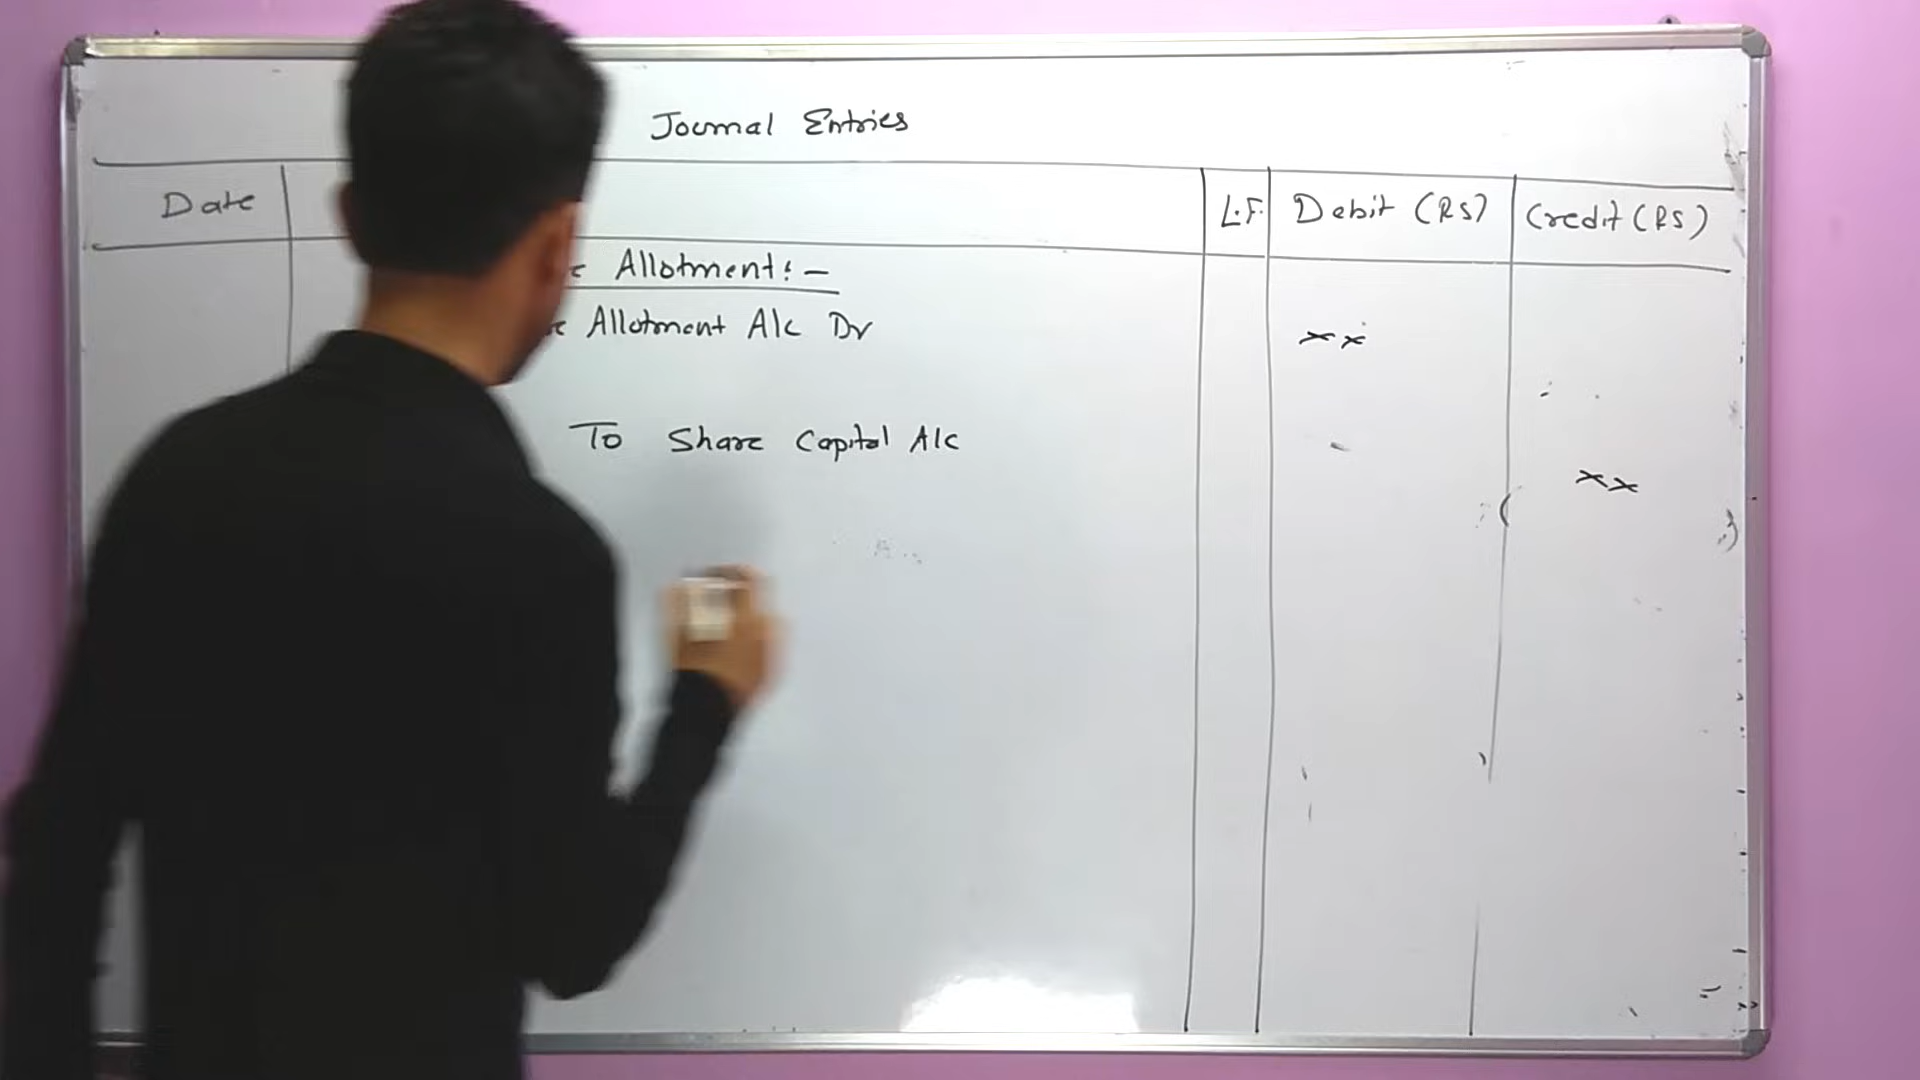 Journal Entries
Date L.F. Debit (RS) Credit (RS)
Allotment:-
Allotment A/c Dr xx
To Share Capital A/c
xx